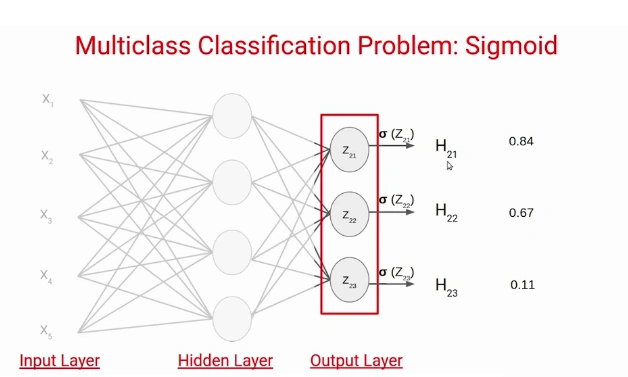 Multiclass Classification Problem: Sigmoid
X₁
X₂
X₃
X₄
X₅
Z₂₁
Z₂₂
Z₂₃
σ (Z₂₁)
σ (Z₂₂)
σ (Z₂₃)
H₂₁
H₂₂
H₂₃
0.84
0.67
0.11
Input Layer
Hidden Layer
Output Layer